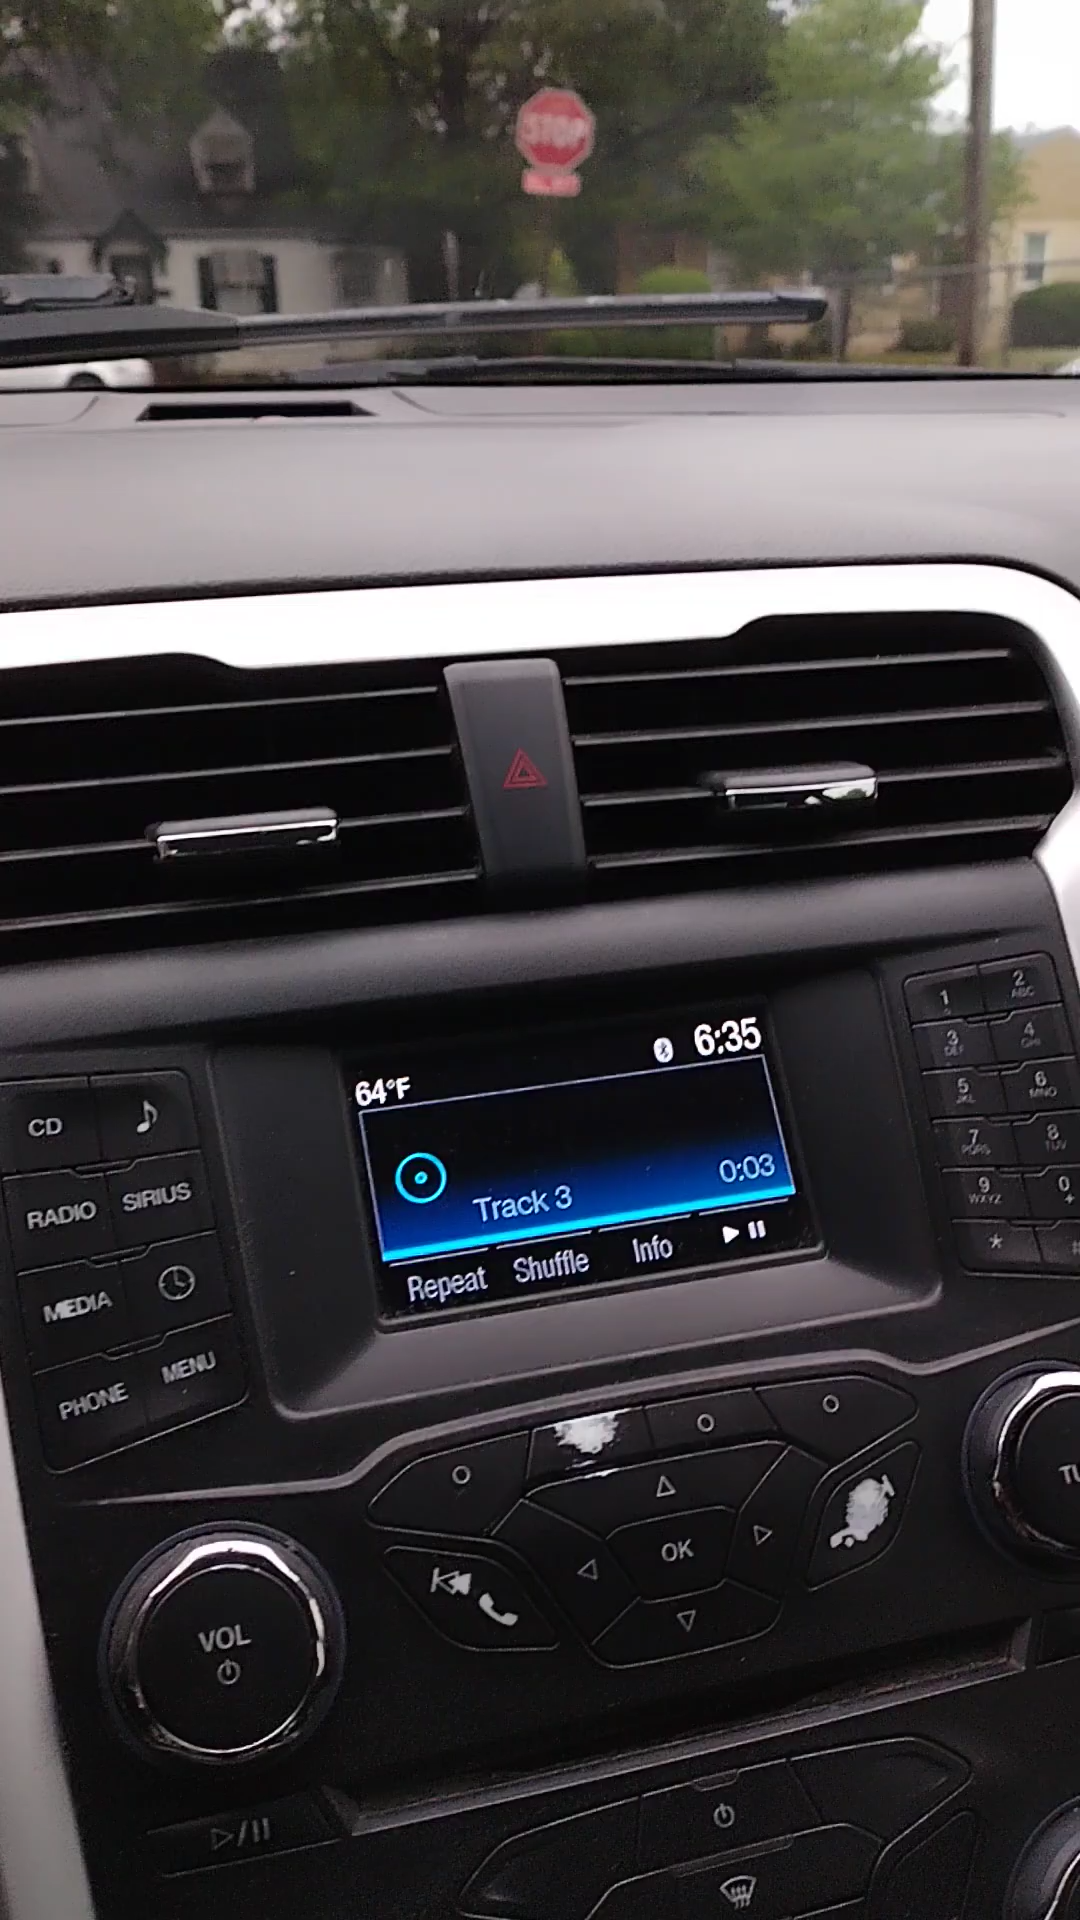 STOP
64°F
6:35
Track 3
0:03
Repeat
Shuffle
Info
CD
RADIO
SIRIUS
MEDIA
PHONE
MENU
1
2 ABC
3 DEF
4 GHI
5 JKL
6 MNO
7 PQRS
8 TUV
9 WXYZ
0 +
*
OK
VOL